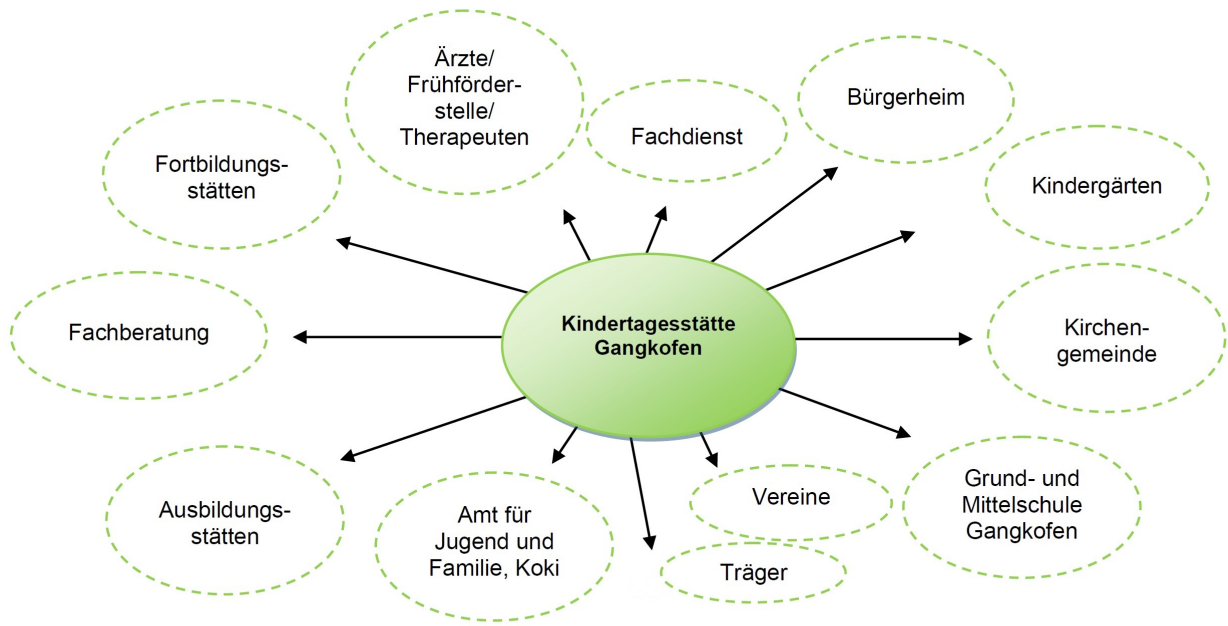 Ärzte/
Frühförder-
stelle/
Therapeuten
Fachdienst
Bürgerheim
Fortbildungs-
stätten
Kindergärten
Fachberatung
Kindertagesstätte
Gangkofen
Kirchen-
gemeinde
Ausbildungs-
stätten
Amt für
Jugend und
Familie, Koki
Vereine
Träger
Grund- und
Mittelschule
Gangkofen